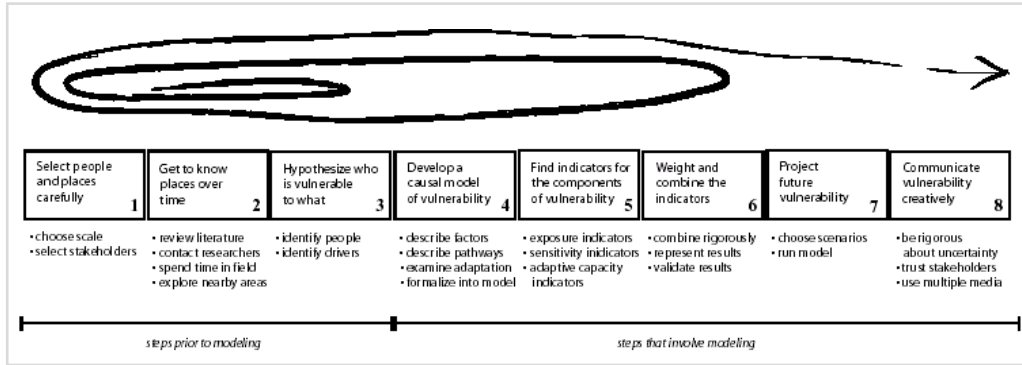 Select people
and places
carefully
1
Get to know
places over
time
2
Hypothesize who
is vulnerable
to what
3
Develop a
causal model
of vulnerability
4
Find indicators for
the components
of vulnerability
5
Weight and
combine the
indicators
6
Project
future
vulnerability
7
Communicate
vulnerability
creatively
8
• choose scale
• select stakeholders
• review literature
• contact researchers
• spend time in field
• explore nearby areas
• identify people
• identify drivers
• describe factors
• describe pathways
• examine adaptation
• formalize into model
• exposure indicators
• sensitivity inidicators
• adaptive capacity
indicators
• combine rigorously
• represent results
• validate results
• choose scenarios
• run model
• be rigorous
about uncertainty
• trust stakeholders
• use multiple media
steps prior to modeling
steps that involve modeling